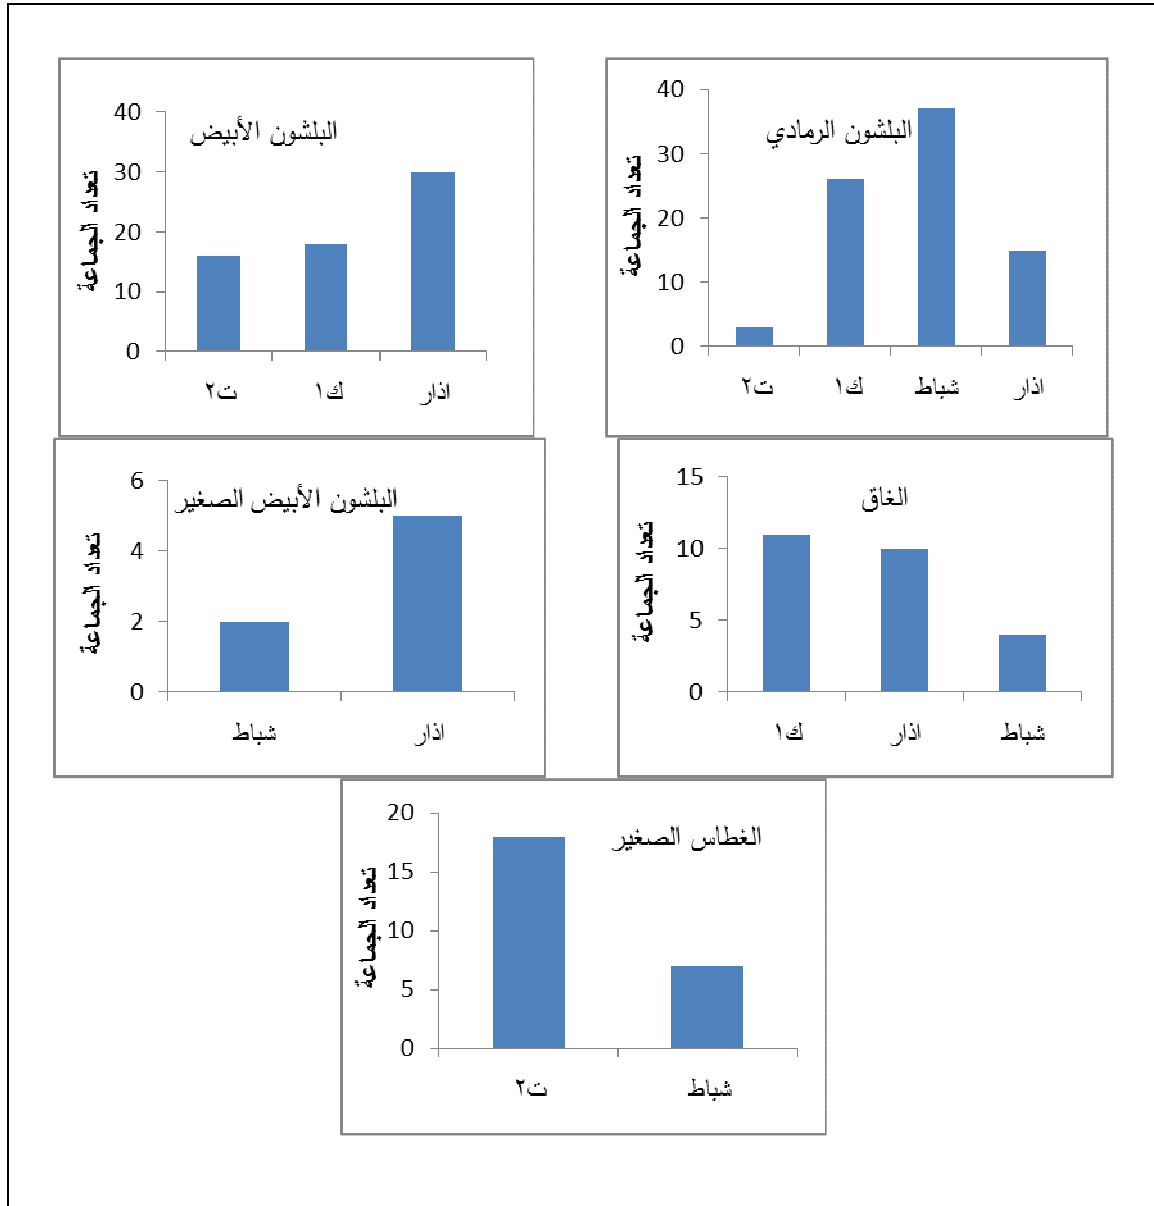 البلشون الأبيض
تعداد الجماعة
40
30
20
10
0
ت٢
ك١
اذار
البلشون الرمادي
تعداد الجماعة
40
30
20
10
0
ت٢
ك١
شباط
اذار
البلشون الأبيض الصغير
تعداد الجماعة
6
4
2
0
شباط
اذار
الغاق
تعداد الجماعة
15
10
5
0
ك١
اذار
شباط
الغطاس الصغير
تعداد الجماعة
20
15
10
5
0
ت٢
شباط